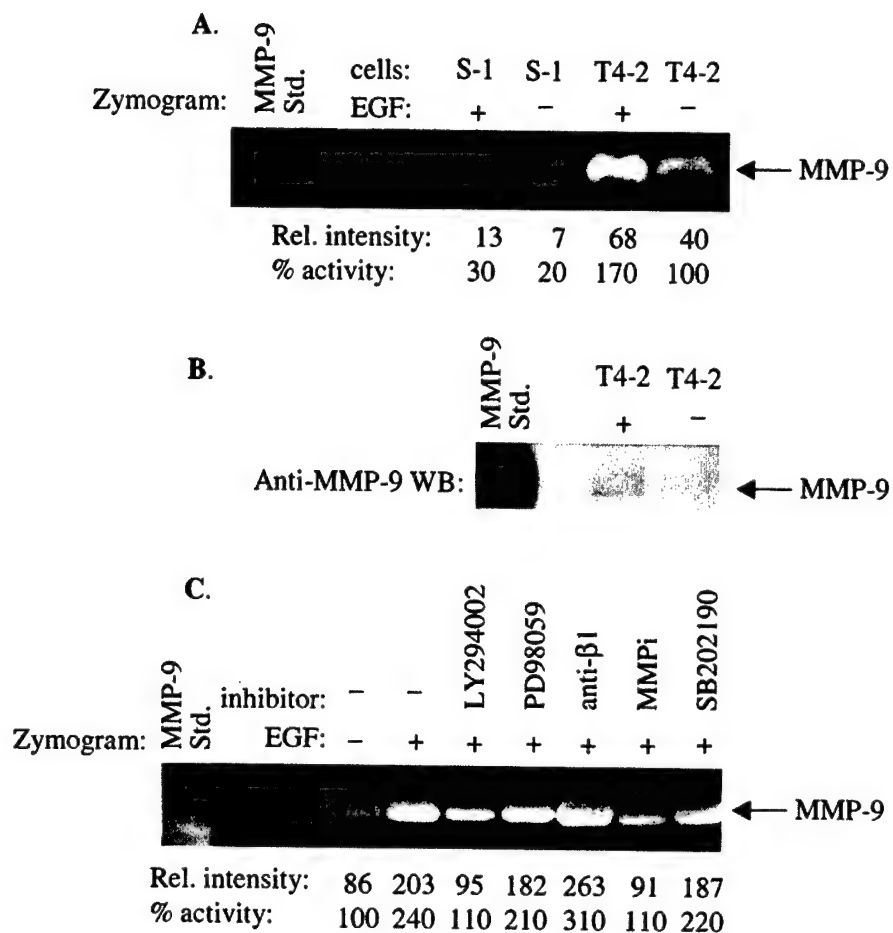 A.
MMP-9 Std.
cells: S-1 S-1 T4-2 T4-2
Zymogram: EGF: + − + −
MMP-9
Rel. intensity: 13 7 68 40
% activity: 30 20 170 100
B.
MMP-9 Std.
T4-2 T4-2
+ −
Anti-MMP-9 WB: MMP-9
C.
MMP-9 Std.
inhibitor: − − LY294002 PD98059 anti-β1 MMPi SB202190
Zymogram: EGF: − + + + + + +
MMP-9
Rel. intensity: 86 203 95 182 263 91 187
% activity: 100 240 110 210 310 110 220